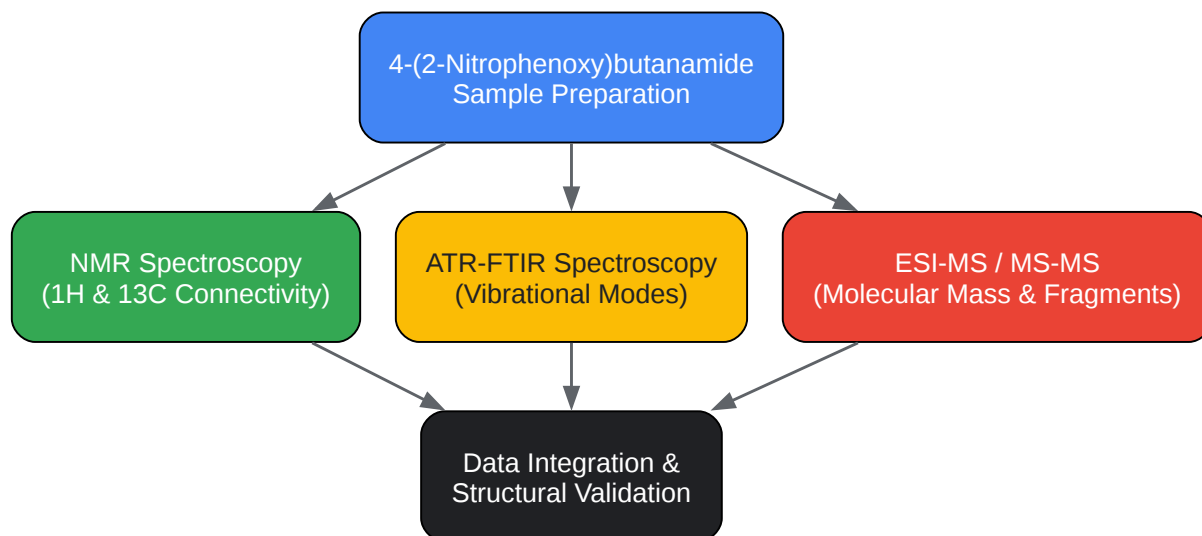 4-(2-Nitrophenoxy)butanamide
Sample Preparation
NMR Spectroscopy
(1H & 13C Connectivity)
ATR-FTIR Spectroscopy
(Vibrational Modes)
ESI-MS / MS-MS
(Molecular Mass & Fragments)
Data Integration &
Structural Validation